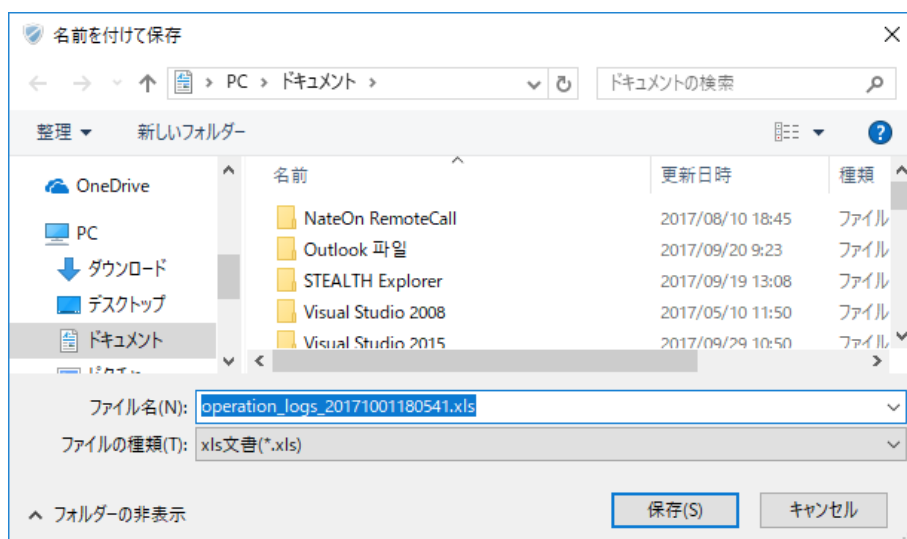 名前を付けて保存
PC › ドキュメント ›
ドキュメントの検索
整理
新しいフォルダー
OneDrive
PC
ダウンロード
デスクトップ
ドキュメント
ピクチャ
名前 更新日時 種類
NateOn RemoteCall 2017/08/10 18:45 ファイル
Outlook 파일 2017/09/20 9:23 ファイル
STEALTH Explorer 2017/09/19 13:08 ファイル
Visual Studio 2008 2017/05/10 11:50 ファイル
Visual Studio 2015 2017/09/29 10:50 ファイル
ファイル名(N): operation_logs_20171001180541.xls
ファイルの種類(T): xls文書(*.xls)
フォルダーの非表示
保存(S)
キャンセル